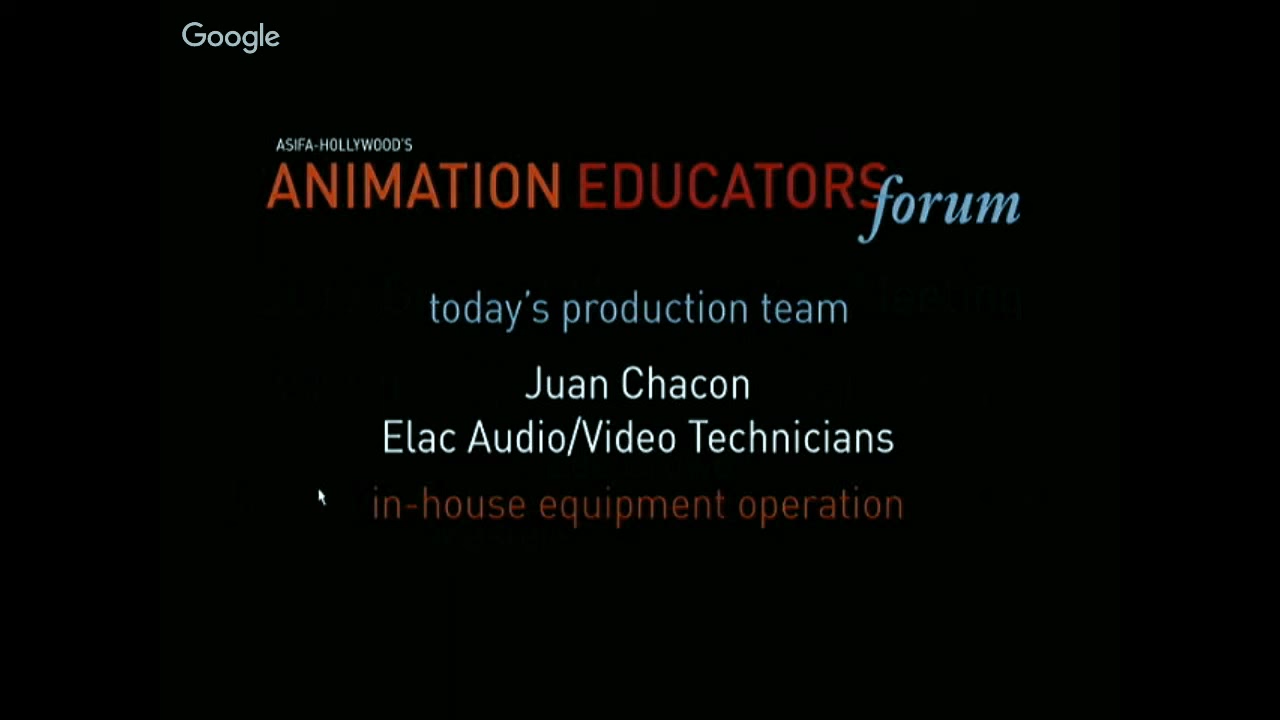 Google
ASIFA-HOLLYWOOD'S
ANIMATION EDUCATORS
forum
today's production team
Juan Chacon
Elac Audio/Video Technicians
in-house equipment operation